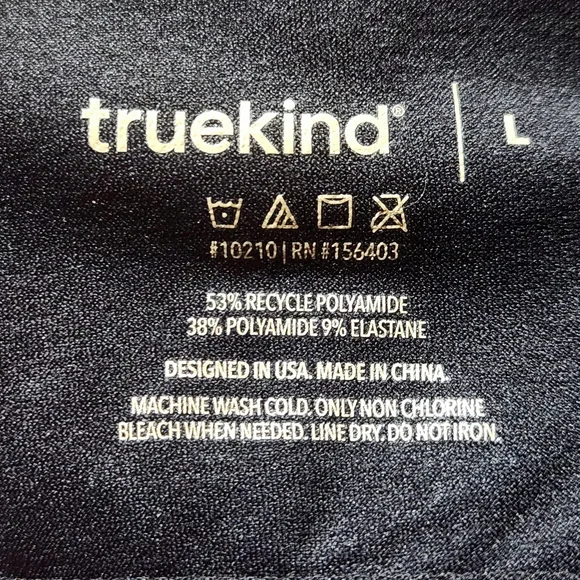 truekind® | L
#10210 | RN #156403
53% RECYCLE POLYAMIDE
38% POLYAMIDE 9% ELASTANE
DESIGNED IN USA. MADE IN CHINA.
MACHINE WASH COLD. ONLY NON CHLORINE
BLEACH WHEN NEEDED. LINE DRY. DO NOT IRON.